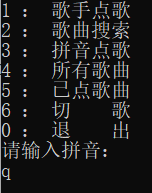 1 ： 歌手点歌
2 ： 歌曲搜索
3 ： 拼音点歌
4 ： 所有歌曲
5 ： 已点歌曲
6 ： 切　　歌
0 ： 退　　出
请输入拼音：
q